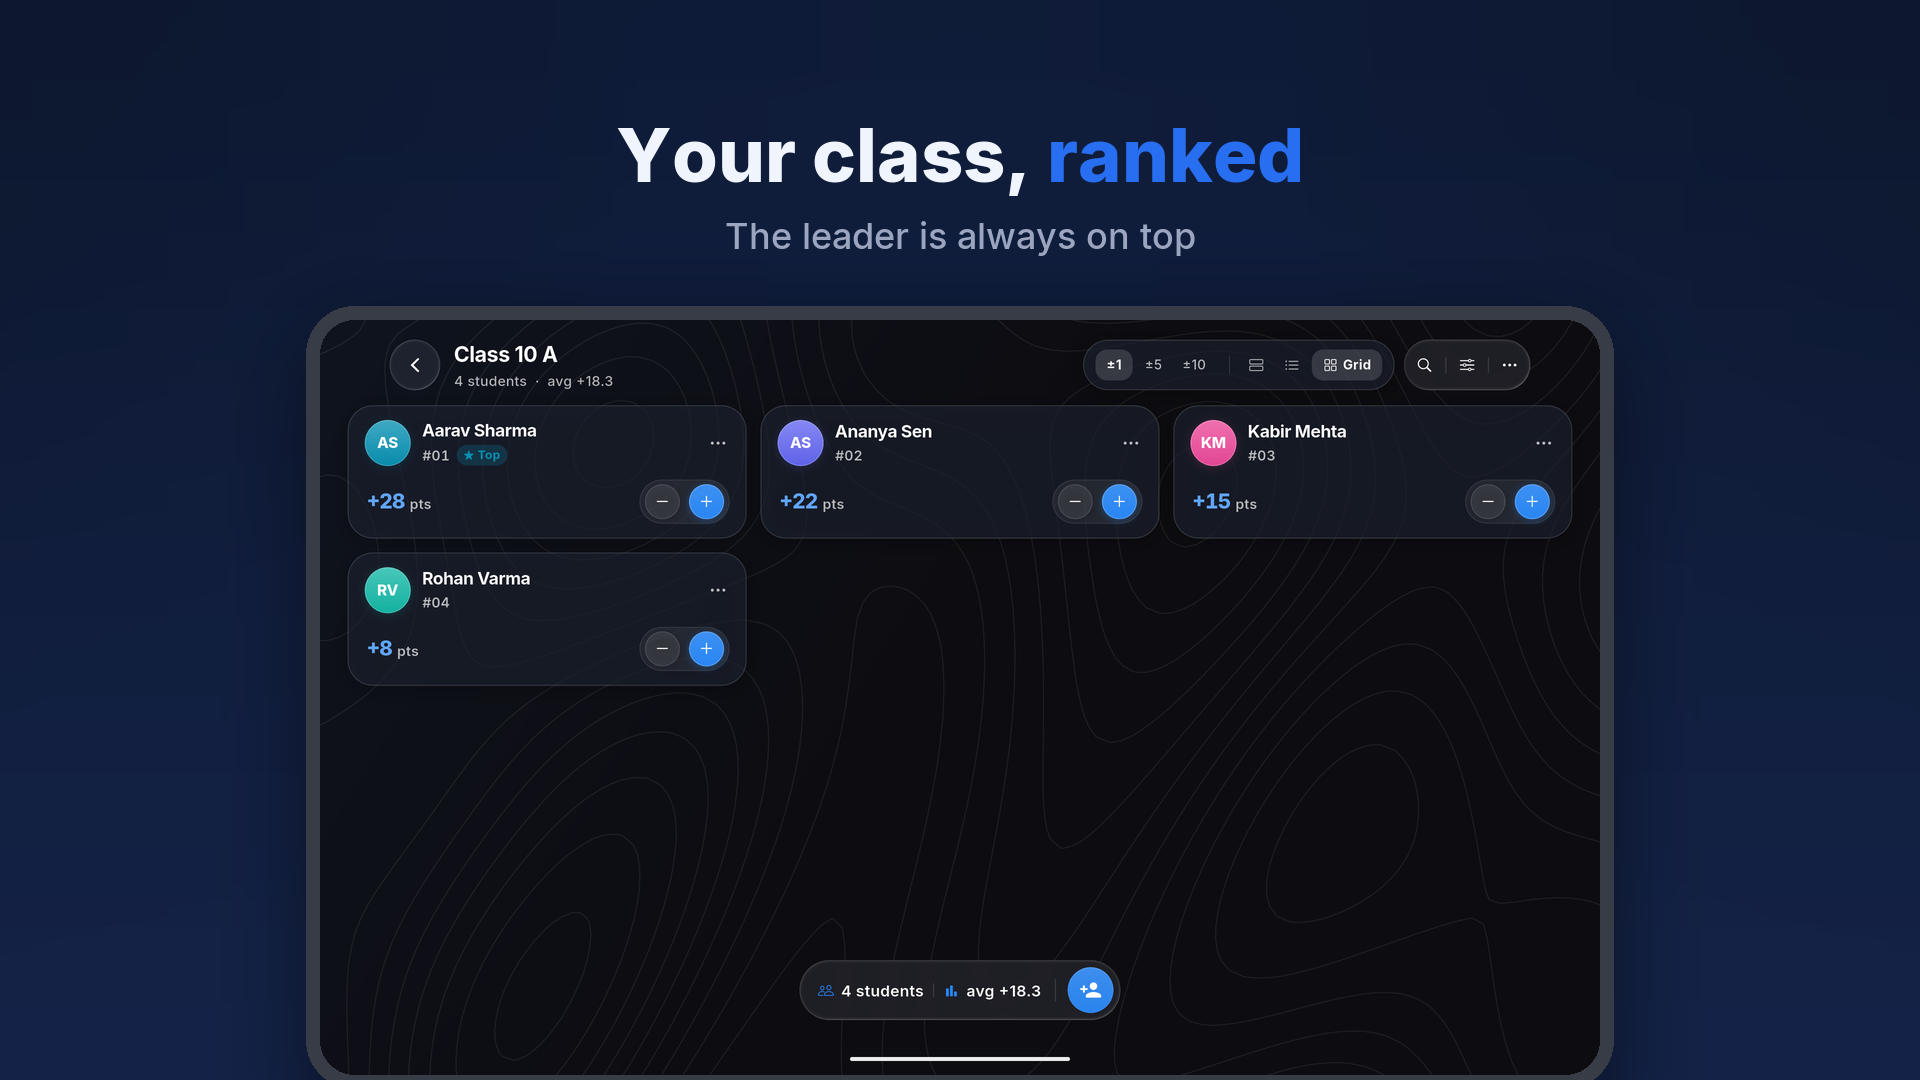 Your class, ranked
The leader is always on top
Class 10 A
4 students · avg +18.3
±1 ±5 ±10 Grid
AS Aarav Sharma
#01 ★ Top
+28 pts
AS Ananya Sen
#02
+22 pts
KM Kabir Mehta
#03
+15 pts
RV Rohan Varma
#04
+8 pts
4 students avg +18.3